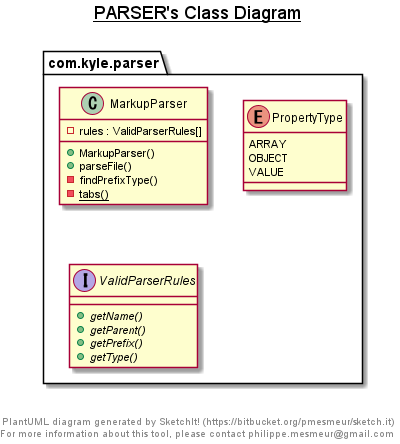 PARSER's Class Diagram
com.kyle.parser
C MarkupParser
rules : ValidParserRules[]
MarkupParser()
parseFile()
findPrefixType()
tabs()
E PropertyType
ARRAY
OBJECT
VALUE
I ValidParserRules
getName()
getParent()
getPrefix()
getType()
PlantUML diagram generated by SketchIt! (https://bitbucket.org/pmesmeur/sketch.it)
For more information about this tool, please contact philippe.mesmeur@gmail.com